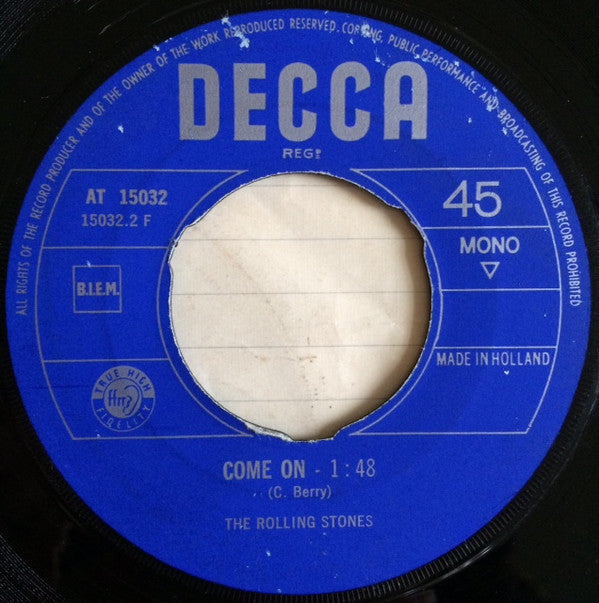 ALL RIGHTS OF THE RECORD PRODUCER AND OF THE OWNER OF THE WORK REPRODUCED RESERVED. COPYING, PUBLIC PERFORMANCE AND BROADCASTING OF THIS RECORD PROHIBITED
DECCA
REGD
AT 15032
15032.2 F
45
MONO
B.I.E.M.
MADE IN HOLLAND
TRUE HIGH
ffrr
FIDELITY
COME ON - 1:48
(C. Berry)
THE ROLLING STONES